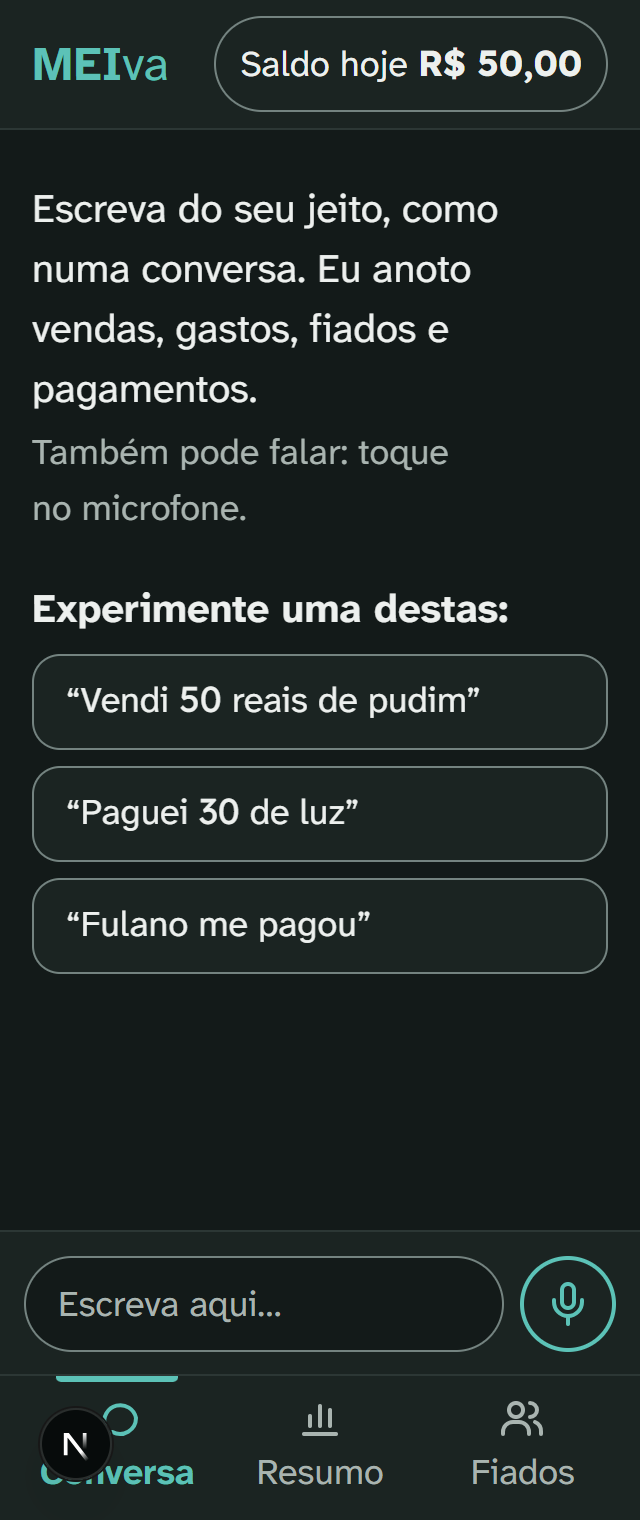 MEIva
Saldo hoje R$ 50,00
Escreva do seu jeito, como
numa conversa. Eu anoto
vendas, gastos, fiados e
pagamentos.
Também pode falar: toque
no microfone.
Experimente uma destas:
“Vendi 50 reais de pudim”
“Paguei 30 de luz”
“Fulano me pagou”
Escreva aqui...
N
Conversa
Resumo
Fiados